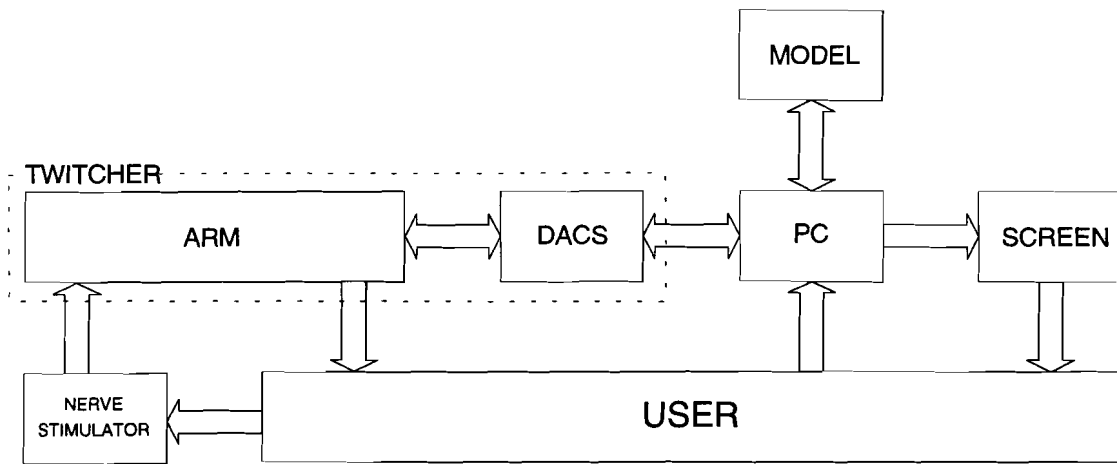 MODEL
TWITCHER
ARM
DACS
PC
SCREEN
NERVE
STIMULATOR
USER